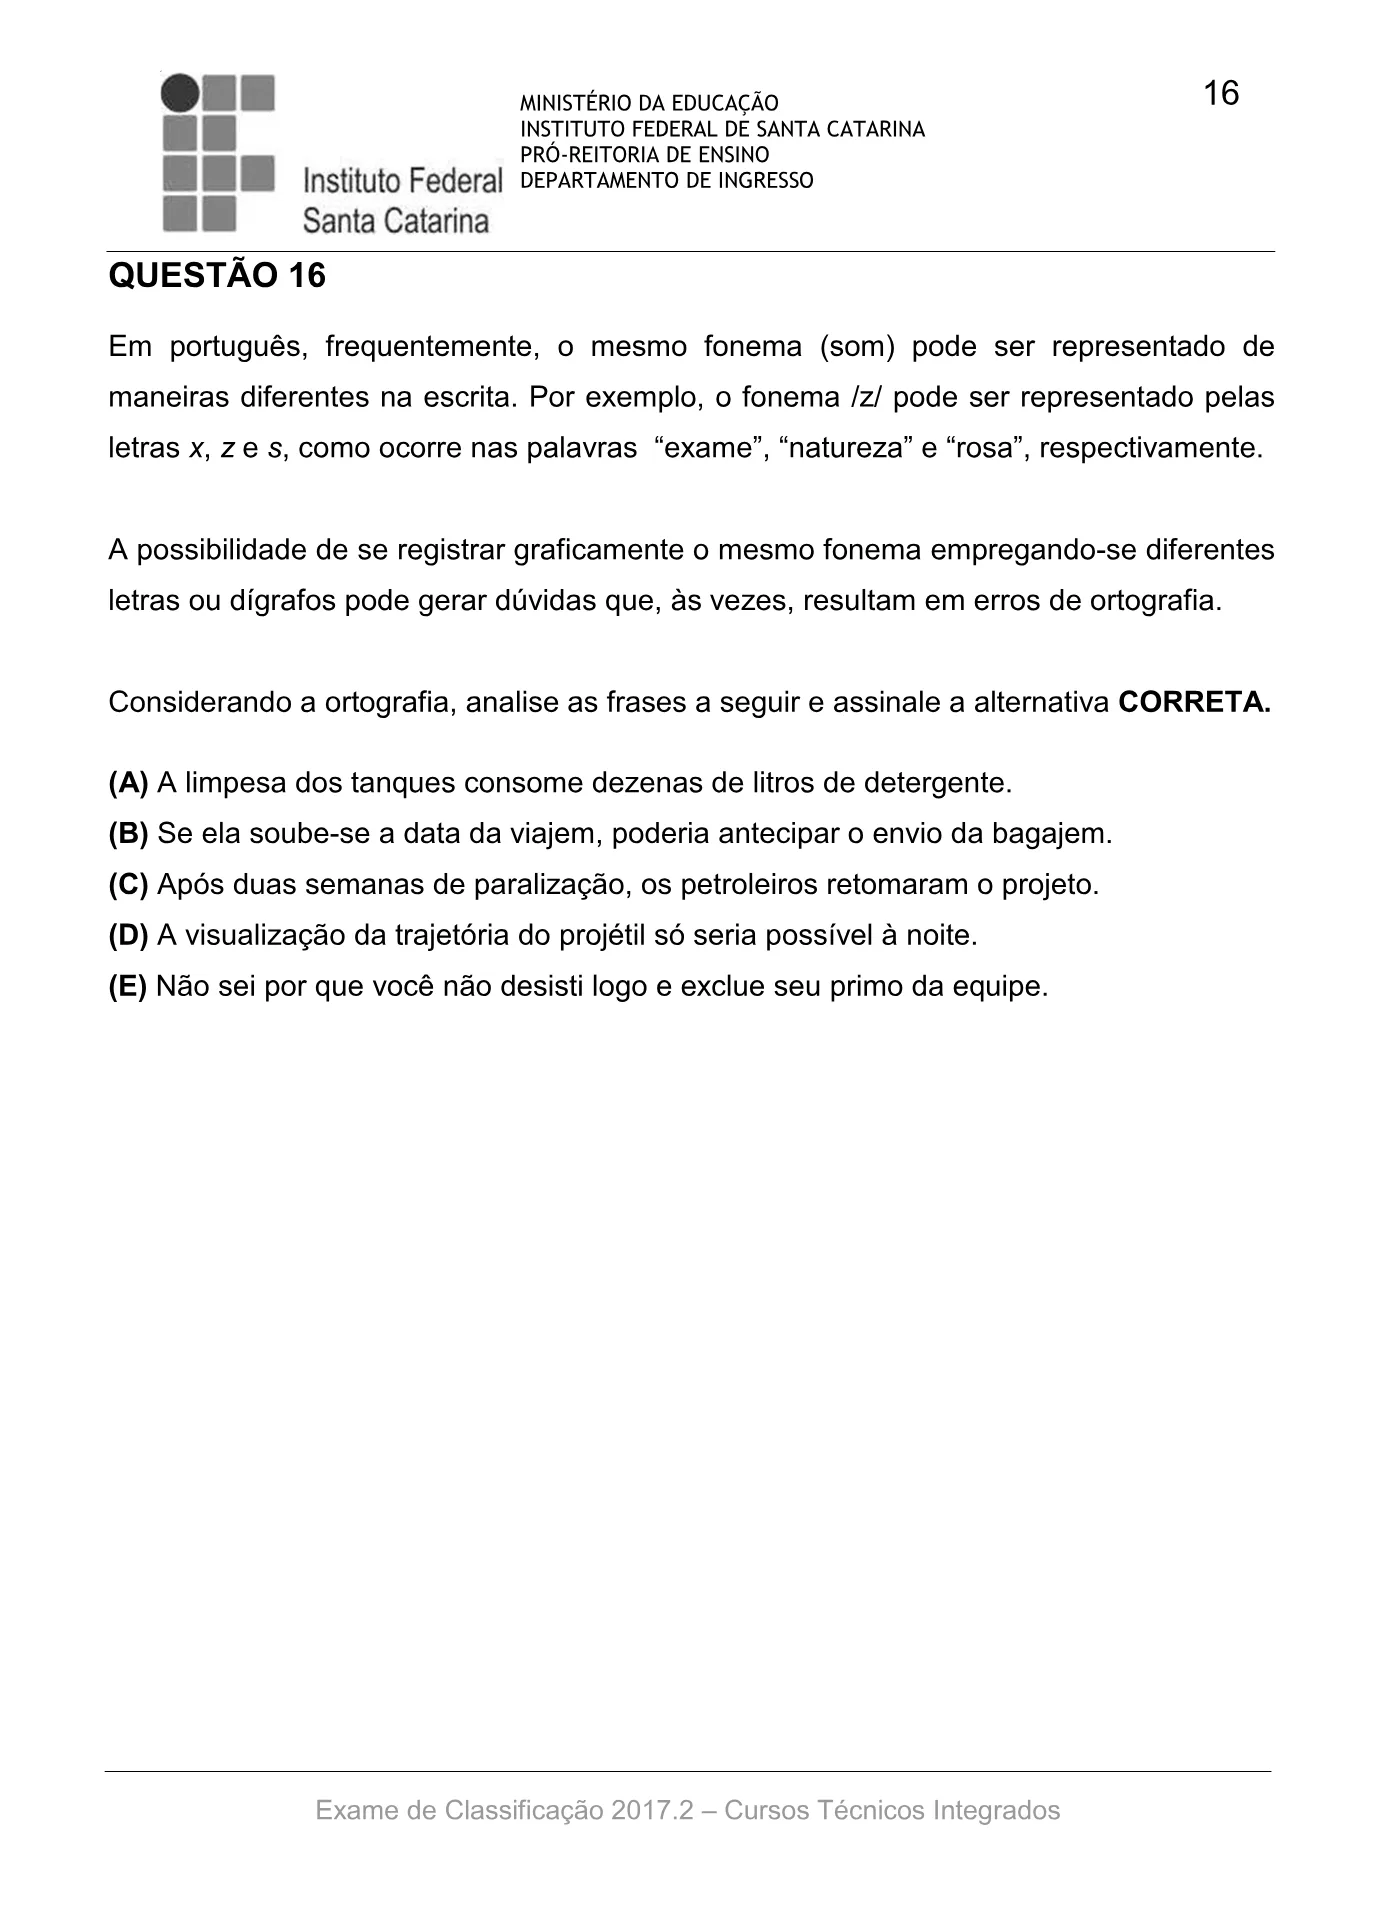 16
MINISTÉRIO DA EDUCAÇÃO
INSTITUTO FEDERAL DE SANTA CATARINA
PRÓ-REITORIA DE ENSINO
DEPARTAMENTO DE INGRESSO
Instituto Federal
Santa Catarina
QUESTÃO 16
Em português, frequentemente, o mesmo fonema (som) pode ser representado de
maneiras diferentes na escrita. Por exemplo, o fonema /z/ pode ser representado pelas
letras x, z e s, como ocorre nas palavras “exame”, “natureza” e “rosa”, respectivamente.
A possibilidade de se registrar graficamente o mesmo fonema empregando-se diferentes
letras ou dígrafos pode gerar dúvidas que, às vezes, resultam em erros de ortografia.
Considerando a ortografia, analise as frases a seguir e assinale a alternativa CORRETA.
(A) A limpesa dos tanques consome dezenas de litros de detergente.
(B) Se ela soube-se a data da viajem, poderia antecipar o envio da bagajem.
(C) Após duas semanas de paralização, os petroleiros retomaram o projeto.
(D) A visualização da trajetória do projétil só seria possível à noite.
(E) Não sei por que você não desisti logo e exclue seu primo da equipe.
Exame de Classificação 2017.2 – Cursos Técnicos Integrados